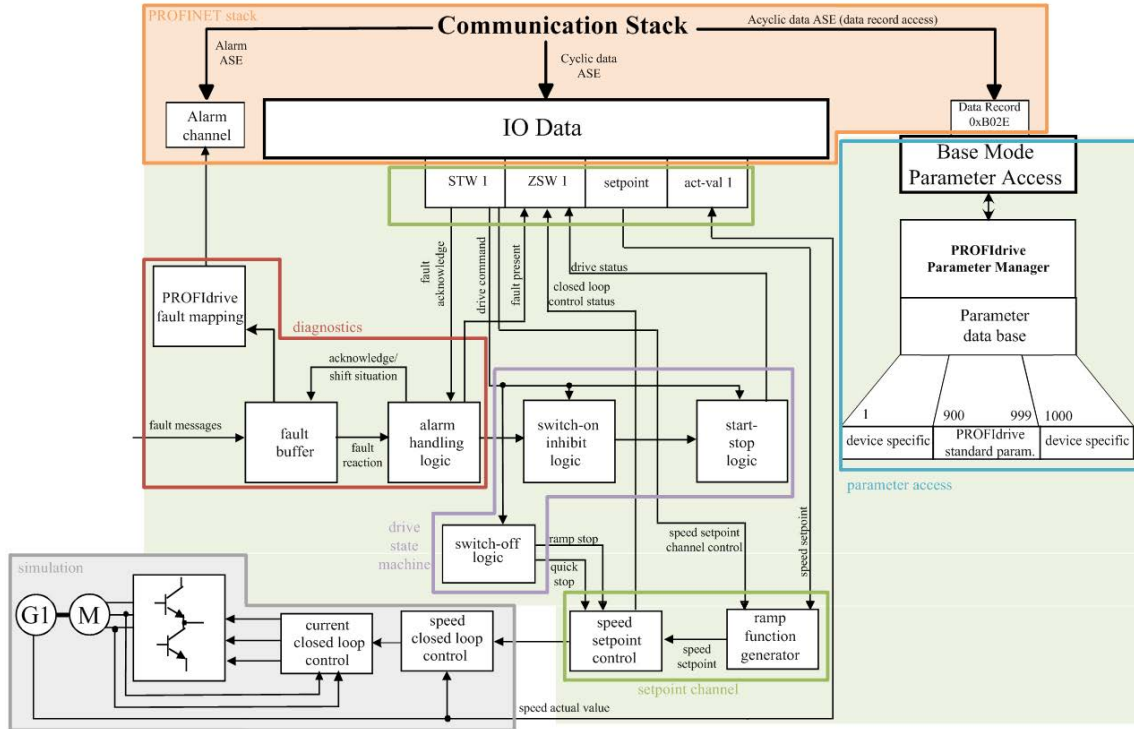 PROFINET stack
Communication Stack
Acyclic data ASE (data record access)
Alarm
ASE
Cyclic data
ASE
Alarm
channel
IO Data
Data Record
0xB02E
Base Mode
Parameter Access
STW 1
ZSW 1
setpoint
act-val 1
fault
acknowledge
drive command
fault present
drive status
closed loop
control status
speed setpoint
PROFIdrive
Parameter Manager
Parameter
data base
1
900
999
1000
device specific
PROFIdrive
standard param.
device specific
parameter access
PROFIdrive
fault mapping
diagnostics
acknowledge/
shift situation
fault messages
fault
buffer
fault
reaction
alarm
handling
logic
switch-on
inhibit
logic
start-
stop
logic
drive
state
machine
switch-off
logic
ramp stop
quick
stop
speed setpoint
channel control
simulation
G1
M
current
closed loop
control
speed
closed loop
control
speed
setpoint
control
speed
setpoint
ramp
function
generator
setpoint channel
speed actual value